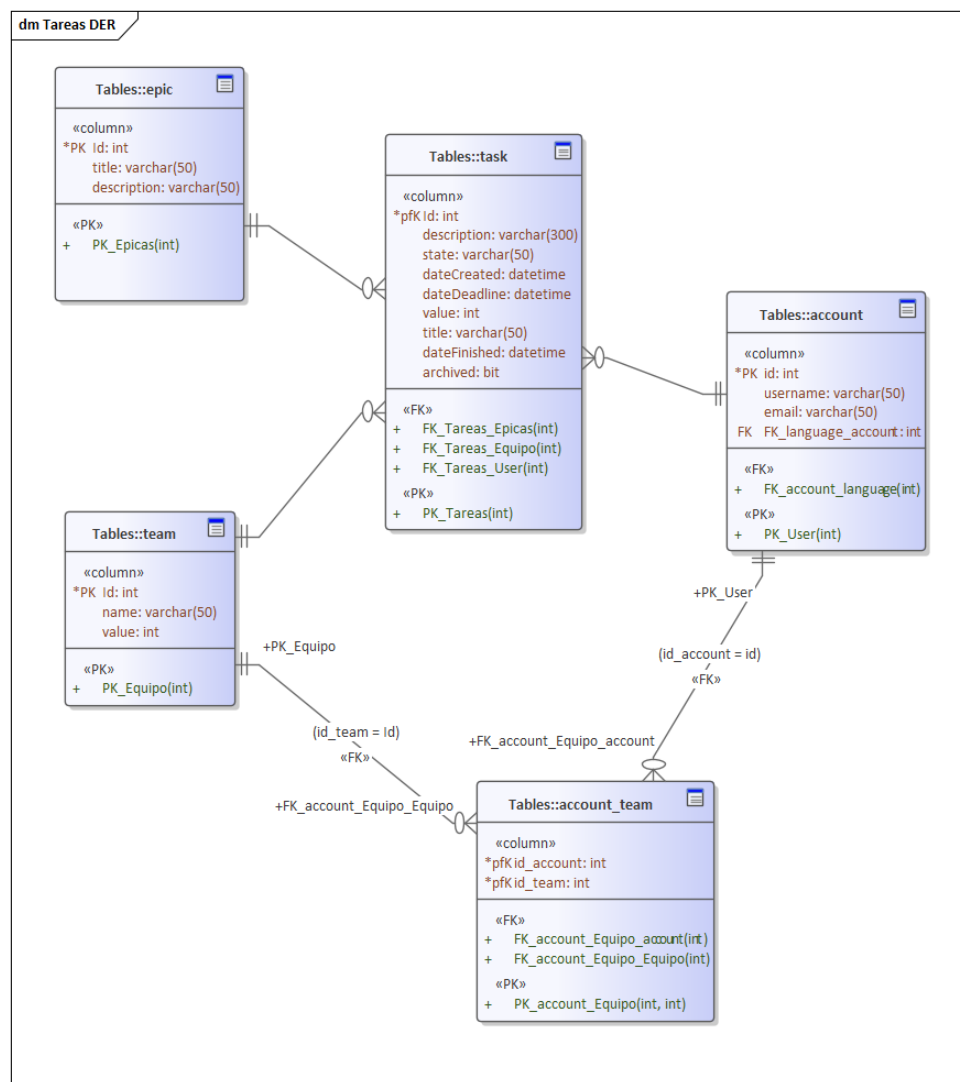 dm Tareas DER
Tables::epic
«column»
*PK Id: int
title: varchar(50)
description: varchar(50)
«PK»
+ PK_Epicas(int)
Tables::task
«column»
*pfK Id: int
description: varchar(300)
state: varchar(50)
dateCreated: datetime
dateDeadline: datetime
value: int
title: varchar(50)
dateFinished: datetime
archived: bit
«FK»
+ FK_Tareas_Epicas(int)
+ FK_Tareas_Equipo(int)
+ FK_Tareas_User(int)
«PK»
+ PK_Tareas(int)
Tables::account
«column»
*PK id: int
username: varchar(50)
email: varchar(50)
FK FK_language_account: int
«FK»
+ FK_account_language(int)
«PK»
+ PK_User(int)
Tables::team
«column»
*PK Id: int
name: varchar(50)
value: int
«PK»
+ PK_Equipo(int)
+PK_User
(id_account = id)
«FK»
+FK_account_Equipo_account
+PK_Equipo
(id_team = Id)
«FK»
+FK_account_Equipo_Equipo
Tables::account_team
«column»
*pfK id_account: int
*pfK id_team: int
«FK»
+ FK_account_Equipo_account(int)
+ FK_account_Equipo_Equipo(int)
«PK»
+ PK_account_Equipo(int, int)